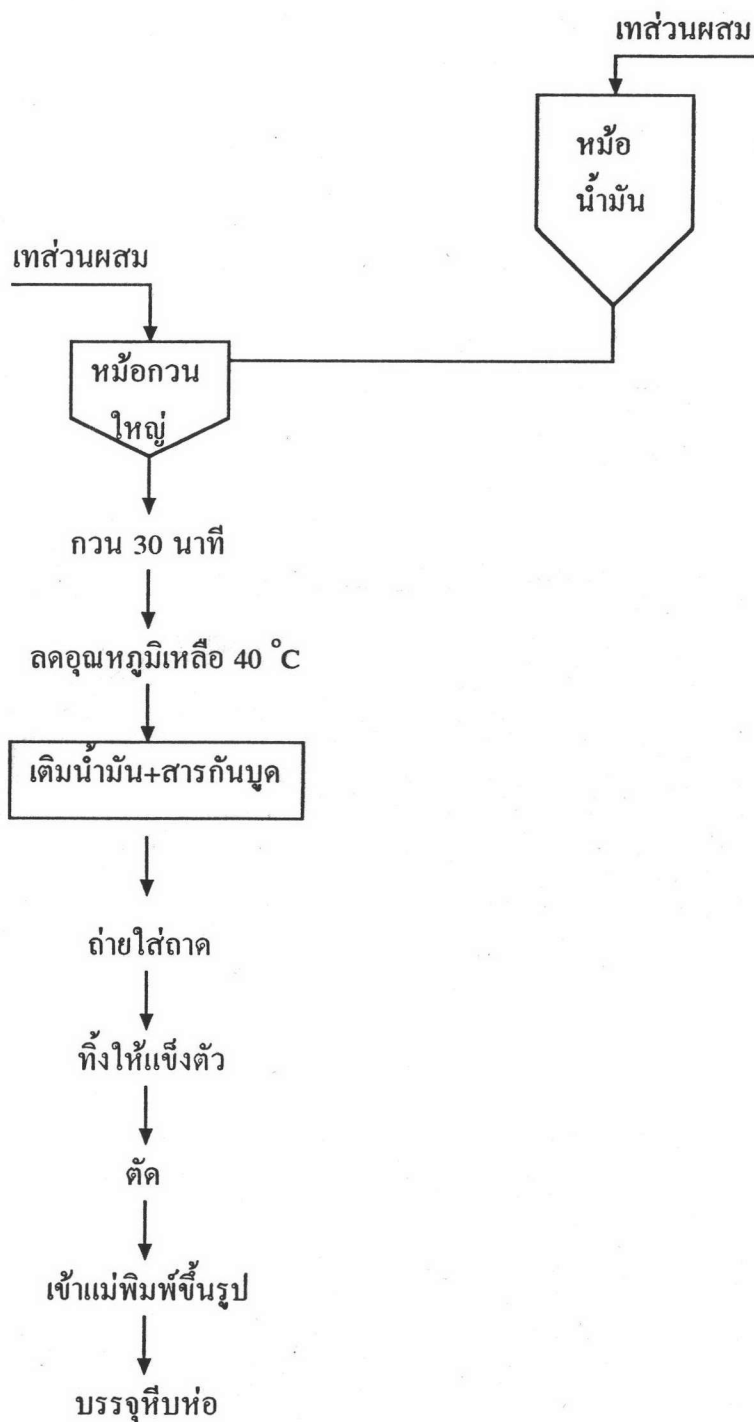 เทส่วนผสม
หม้อ
น้ำมัน
เทส่วนผสม
หม้อกวน
ใหญ่
กวน 30 นาที
ลดอุณหภูมิเหลือ 40 °C
เติมน้ำมัน+สารกันบูด
ถ่ายใส่ถาด
ทิ้งให้แข็งตัว
ตัด
เข้าแม่พิมพ์ขึ้นรูป
บรรจุหีบห่อ